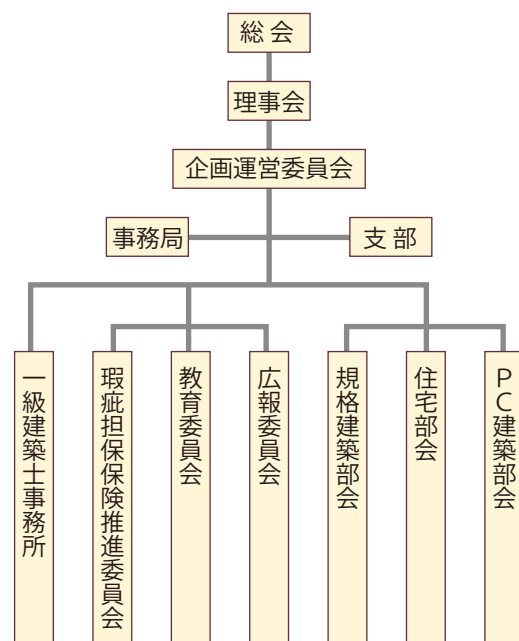 総会
理事会
企画運営委員会
事務局
支部
一級建築士事務所
瑕疵担保保険推進委員会
教育委員会
広報委員会
規格建築部会
住宅部会
ＰＣ建築部会